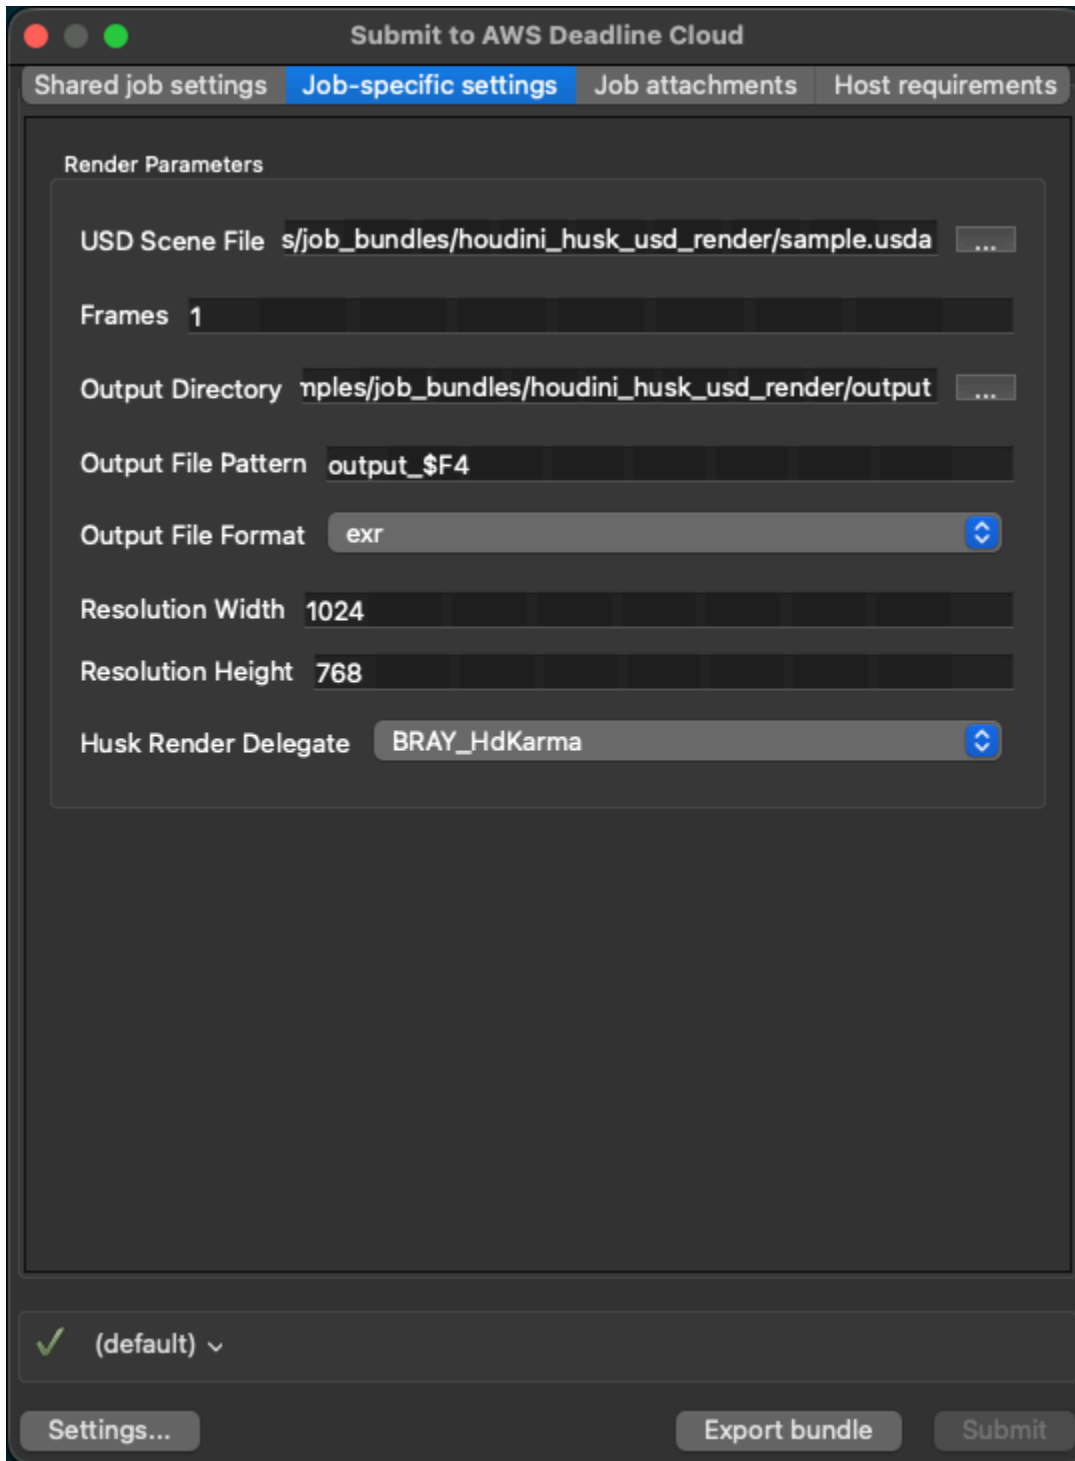 Submit to AWS Deadline Cloud
Shared job settings Job-specific settings Job attachments Host requirements
Render Parameters
USD Scene File s/job_bundles/houdini_husk_usd_render/sample.usda ...
Frames 1
Output Directory mples/job_bundles/houdini_husk_usd_render/output ...
Output File Pattern output_$F4
Output File Format exr
Resolution Width 1024
Resolution Height 768
Husk Render Delegate BRAY_HdKarma
(default)
Settings... Export bundle Submit